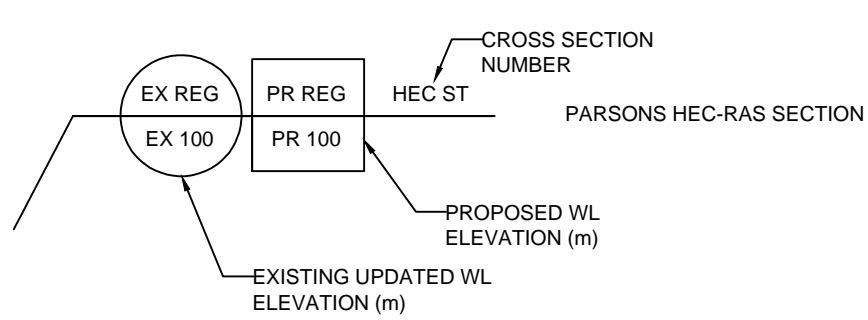 CROSS SECTION
NUMBER
EX REG
PR REG
HEC ST
PARSONS HEC-RAS SECTION
EX 100
PR 100
PROPOSED WL
ELEVATION (m)
EXISTING UPDATED WL
ELEVATION (m)